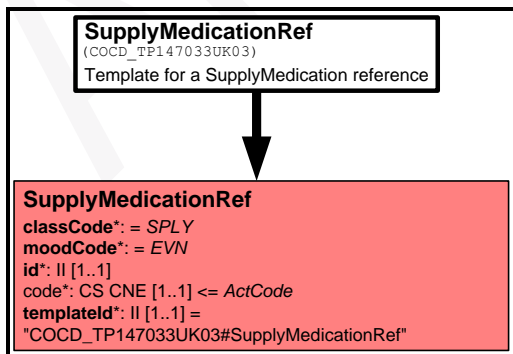 SupplyMedicationRef
(COCD_TP147033UK03)
Template for a SupplyMedication reference
SupplyMedicationRef
classCode*: = SPLY
moodCode*: = EVN
id*: II [1..1]
code*: CS CNE [1..1] <= ActCode
templateId*: II [1..1] =
"COCD_TP147033UK03#SupplyMedicationRef"